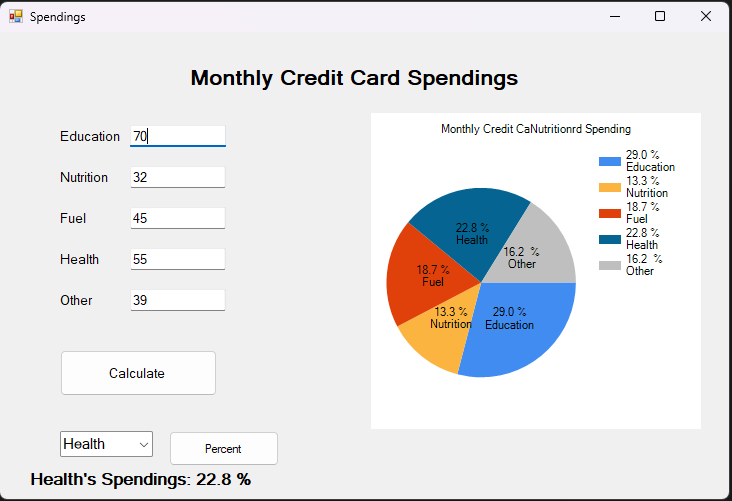 Spendings
Monthly Credit Card Spendings
Education 70
Nutrition 32
Fuel 45
Health 55
Other 39
Calculate
Health
Percent
Health's Spendings: 22.8 %
Monthly Credit CaNutritionrd Spending
29.0 %
Education
13.3 %
Nutrition
18.7 %
Fuel
22.8 %
Health
16.2 %
Other
22.8 %
Health
16.2 %
Other
18.7 %
Fuel
13.3 %
Nutrition
29.0 %
Education